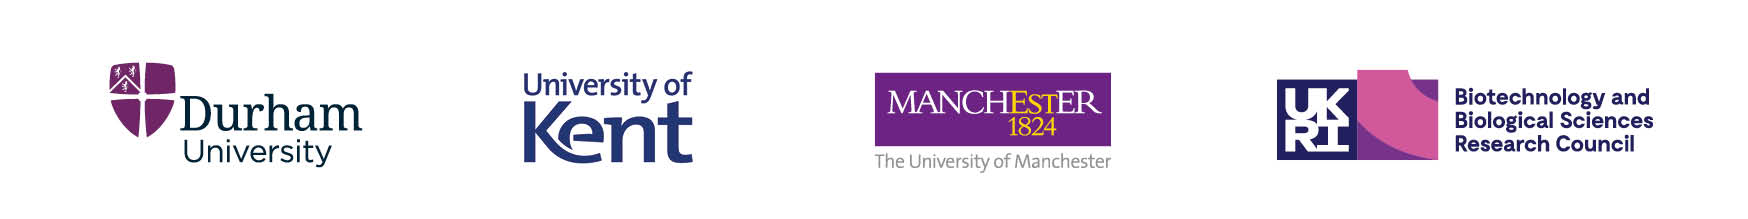 Durham
University
University of
Kent
MANCHESTER
1824
The University of Manchester
UK
RI
Biotechnology and
Biological Sciences
Research Council